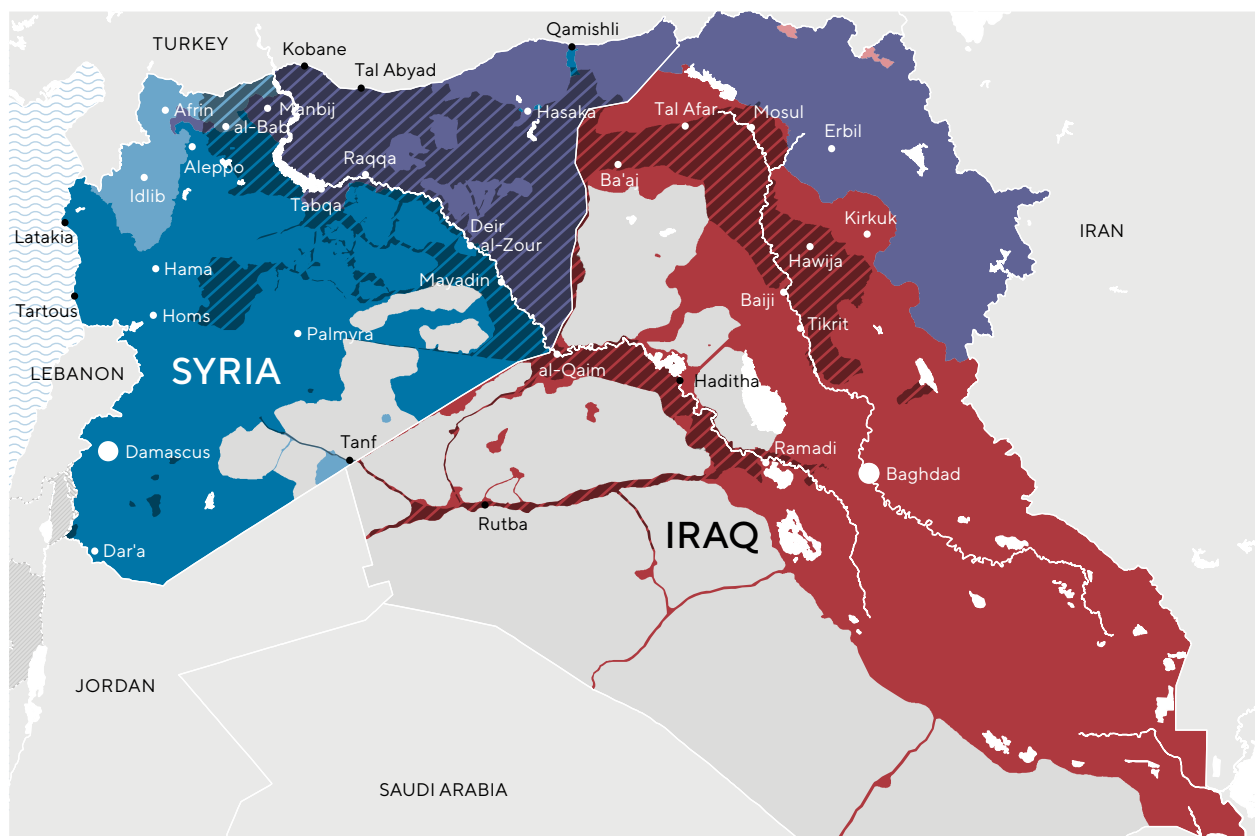 TURKEY
Kobane
Qamishli
Tal Abyad
Afrin
Manbij
al-Bab
Hasaka
Tal Afar
Mosul
Aleppo
Erbil
Raqqa
Ba'aj
Idlib
Tabqa
Latakia
Deir
al-Zour
Kirkuk
IRAN
Hama
Mayadin
Hawija
Tartous
Homs
Baiji
Palmyra
Tikrit
LEBANON
SYRIA
al-Qaim
Haditha
Damascus
Tanf
Ramadi
Baghdad
Rutba
IRAQ
Dar'a
JORDAN
SAUDI ARABIA